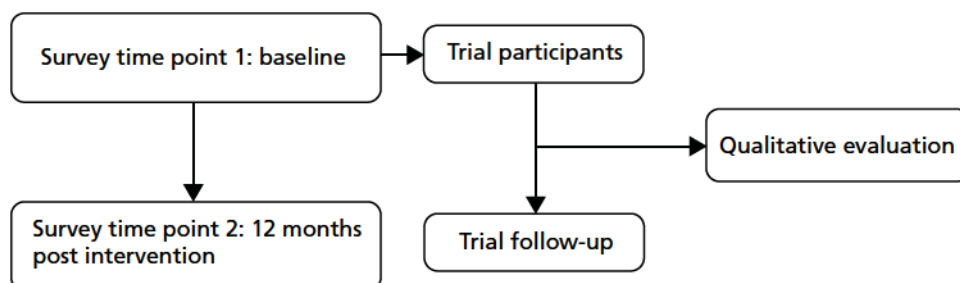 Survey time point 1: baseline
Trial participants
Qualitative evaluation
Survey time point 2: 12 months
post intervention
Trial follow-up